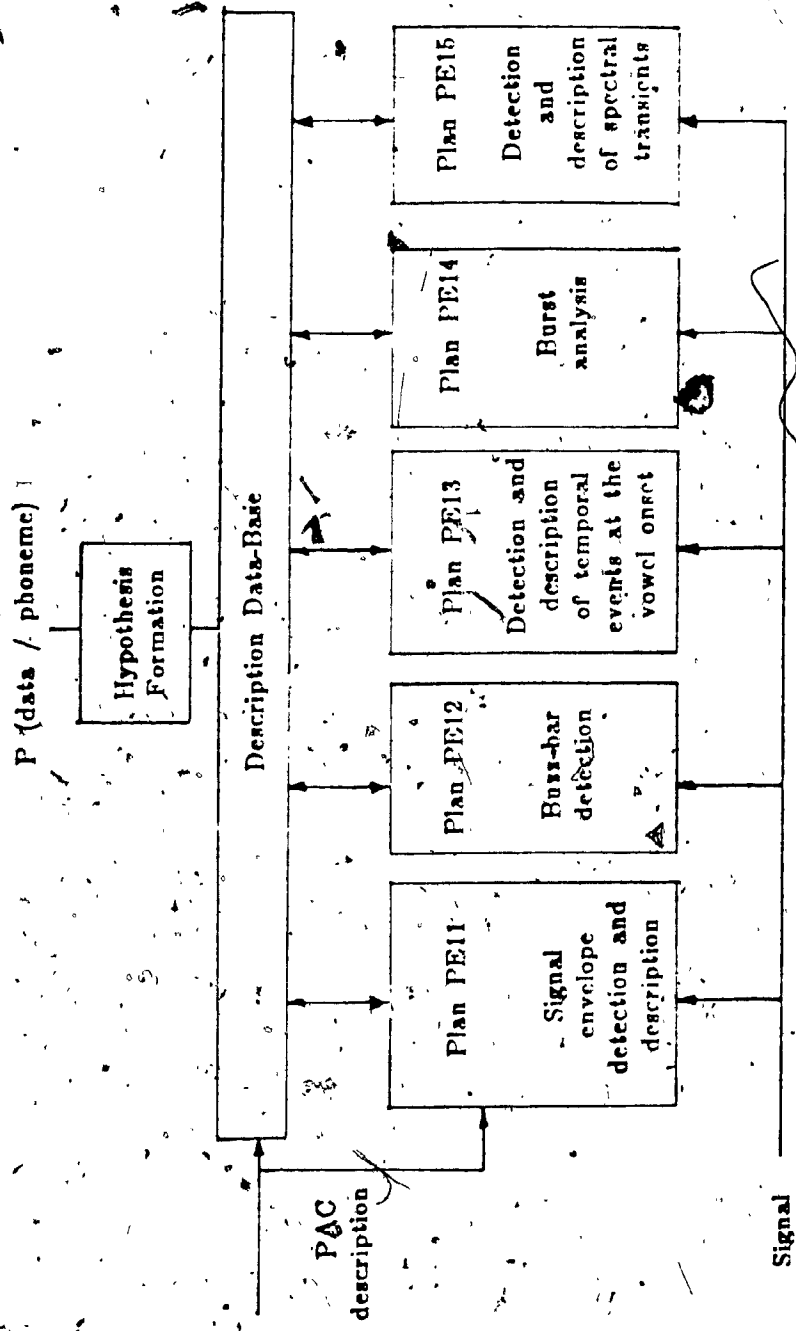 P (data / phoneme)
Hypothesis
Formation
Description Data-Base
PAC
description
Plan PE11
Signal
envelope
detection and
description
Plan PE12
Buzz-bar
detection
Plan PE13
Detection and
description
of temporal
events at the
vowel onset
Plan PE14
Burst
analysis
Plan PE15
Detection
and
description
of spectral
transients
Signal